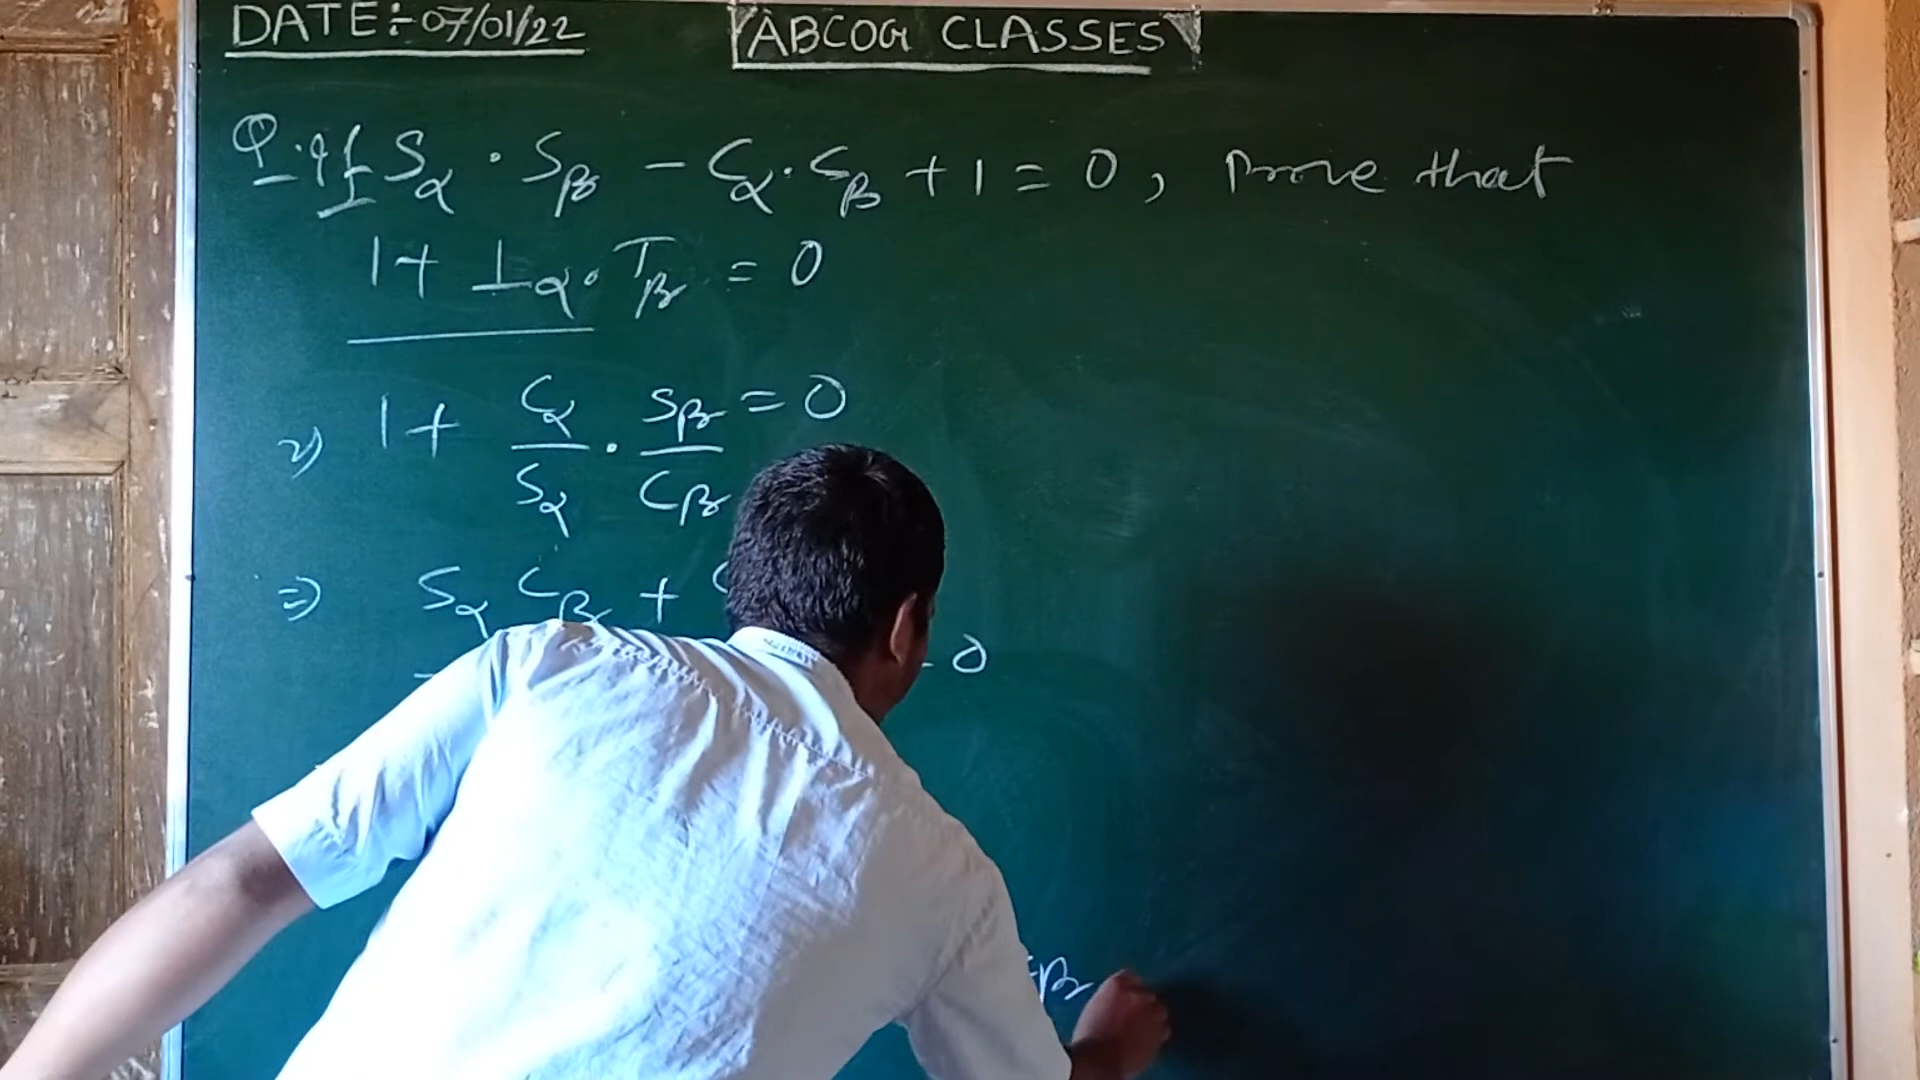 DATE:- 07/01/22
ABCOG CLASSES
Q. If Sα · Sβ - Cα · Cβ + 1 = 0, Prove that
1 + ⊥α · Tβ = 0
⇒) 1 + Cα/Sα · Sβ/Cβ = 0
⇒) Sα Cβ +
0
β